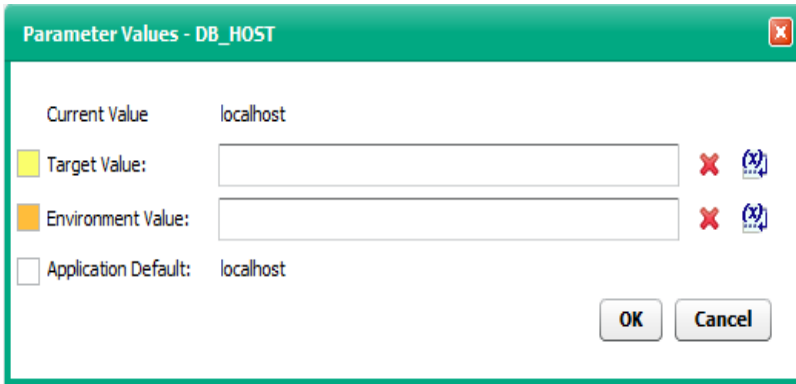 Parameter Values - DB_HOST
Current Value localhost
Target Value:
Environment Value:
Application Default: localhost
OK Cancel